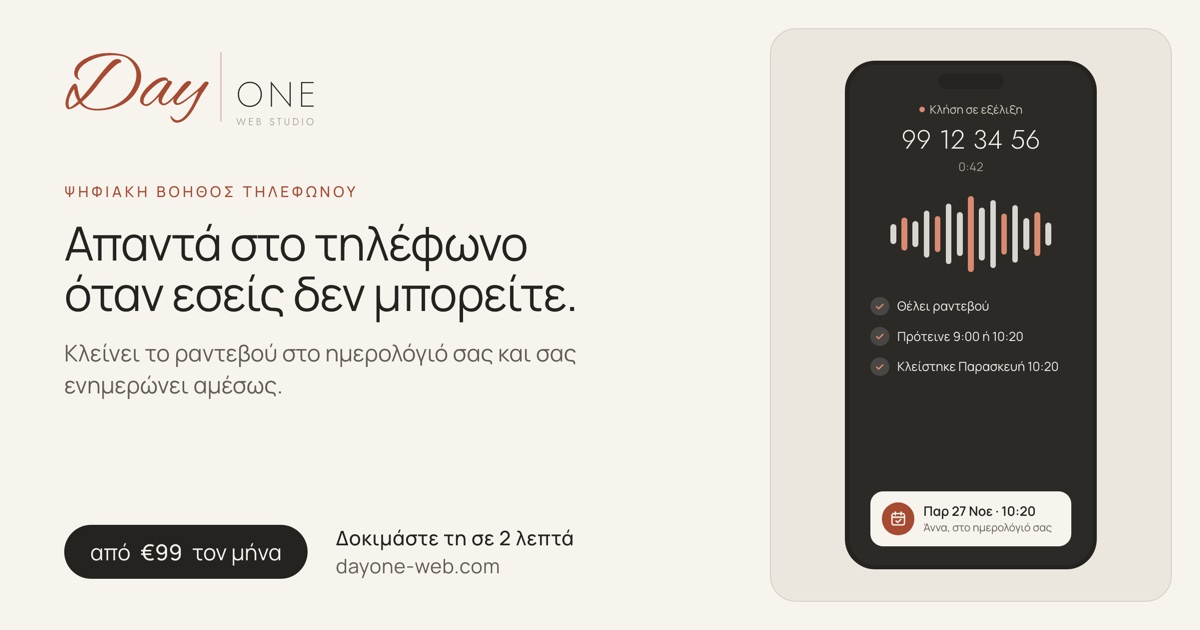 Day ONE
WEB STUDIO
ΨΗΦΙΑΚΗ ΒΟΗΘΟΣ ΤΗΛΕΦΩΝΟΥ
Απαντά στο τηλέφωνο
όταν εσείς δεν μπορείτε.
Κλείνει το ραντεβού στο ημερολόγιό σας και σας
ενημερώνει αμέσως.
από €99 τον μήνα
Δοκιμάστε τη σε 2 λεπτά
dayone-web.com
Κλήση σε εξέλιξη
99 12 34 56
0:42
Θέλει ραντεβού
Πρότεινε 9:00 ή 10:20
Κλείστηκε Παρασκευή 10:20
Παρ 27 Νοε · 10:20
Άννα, στο ημερολόγιό σας